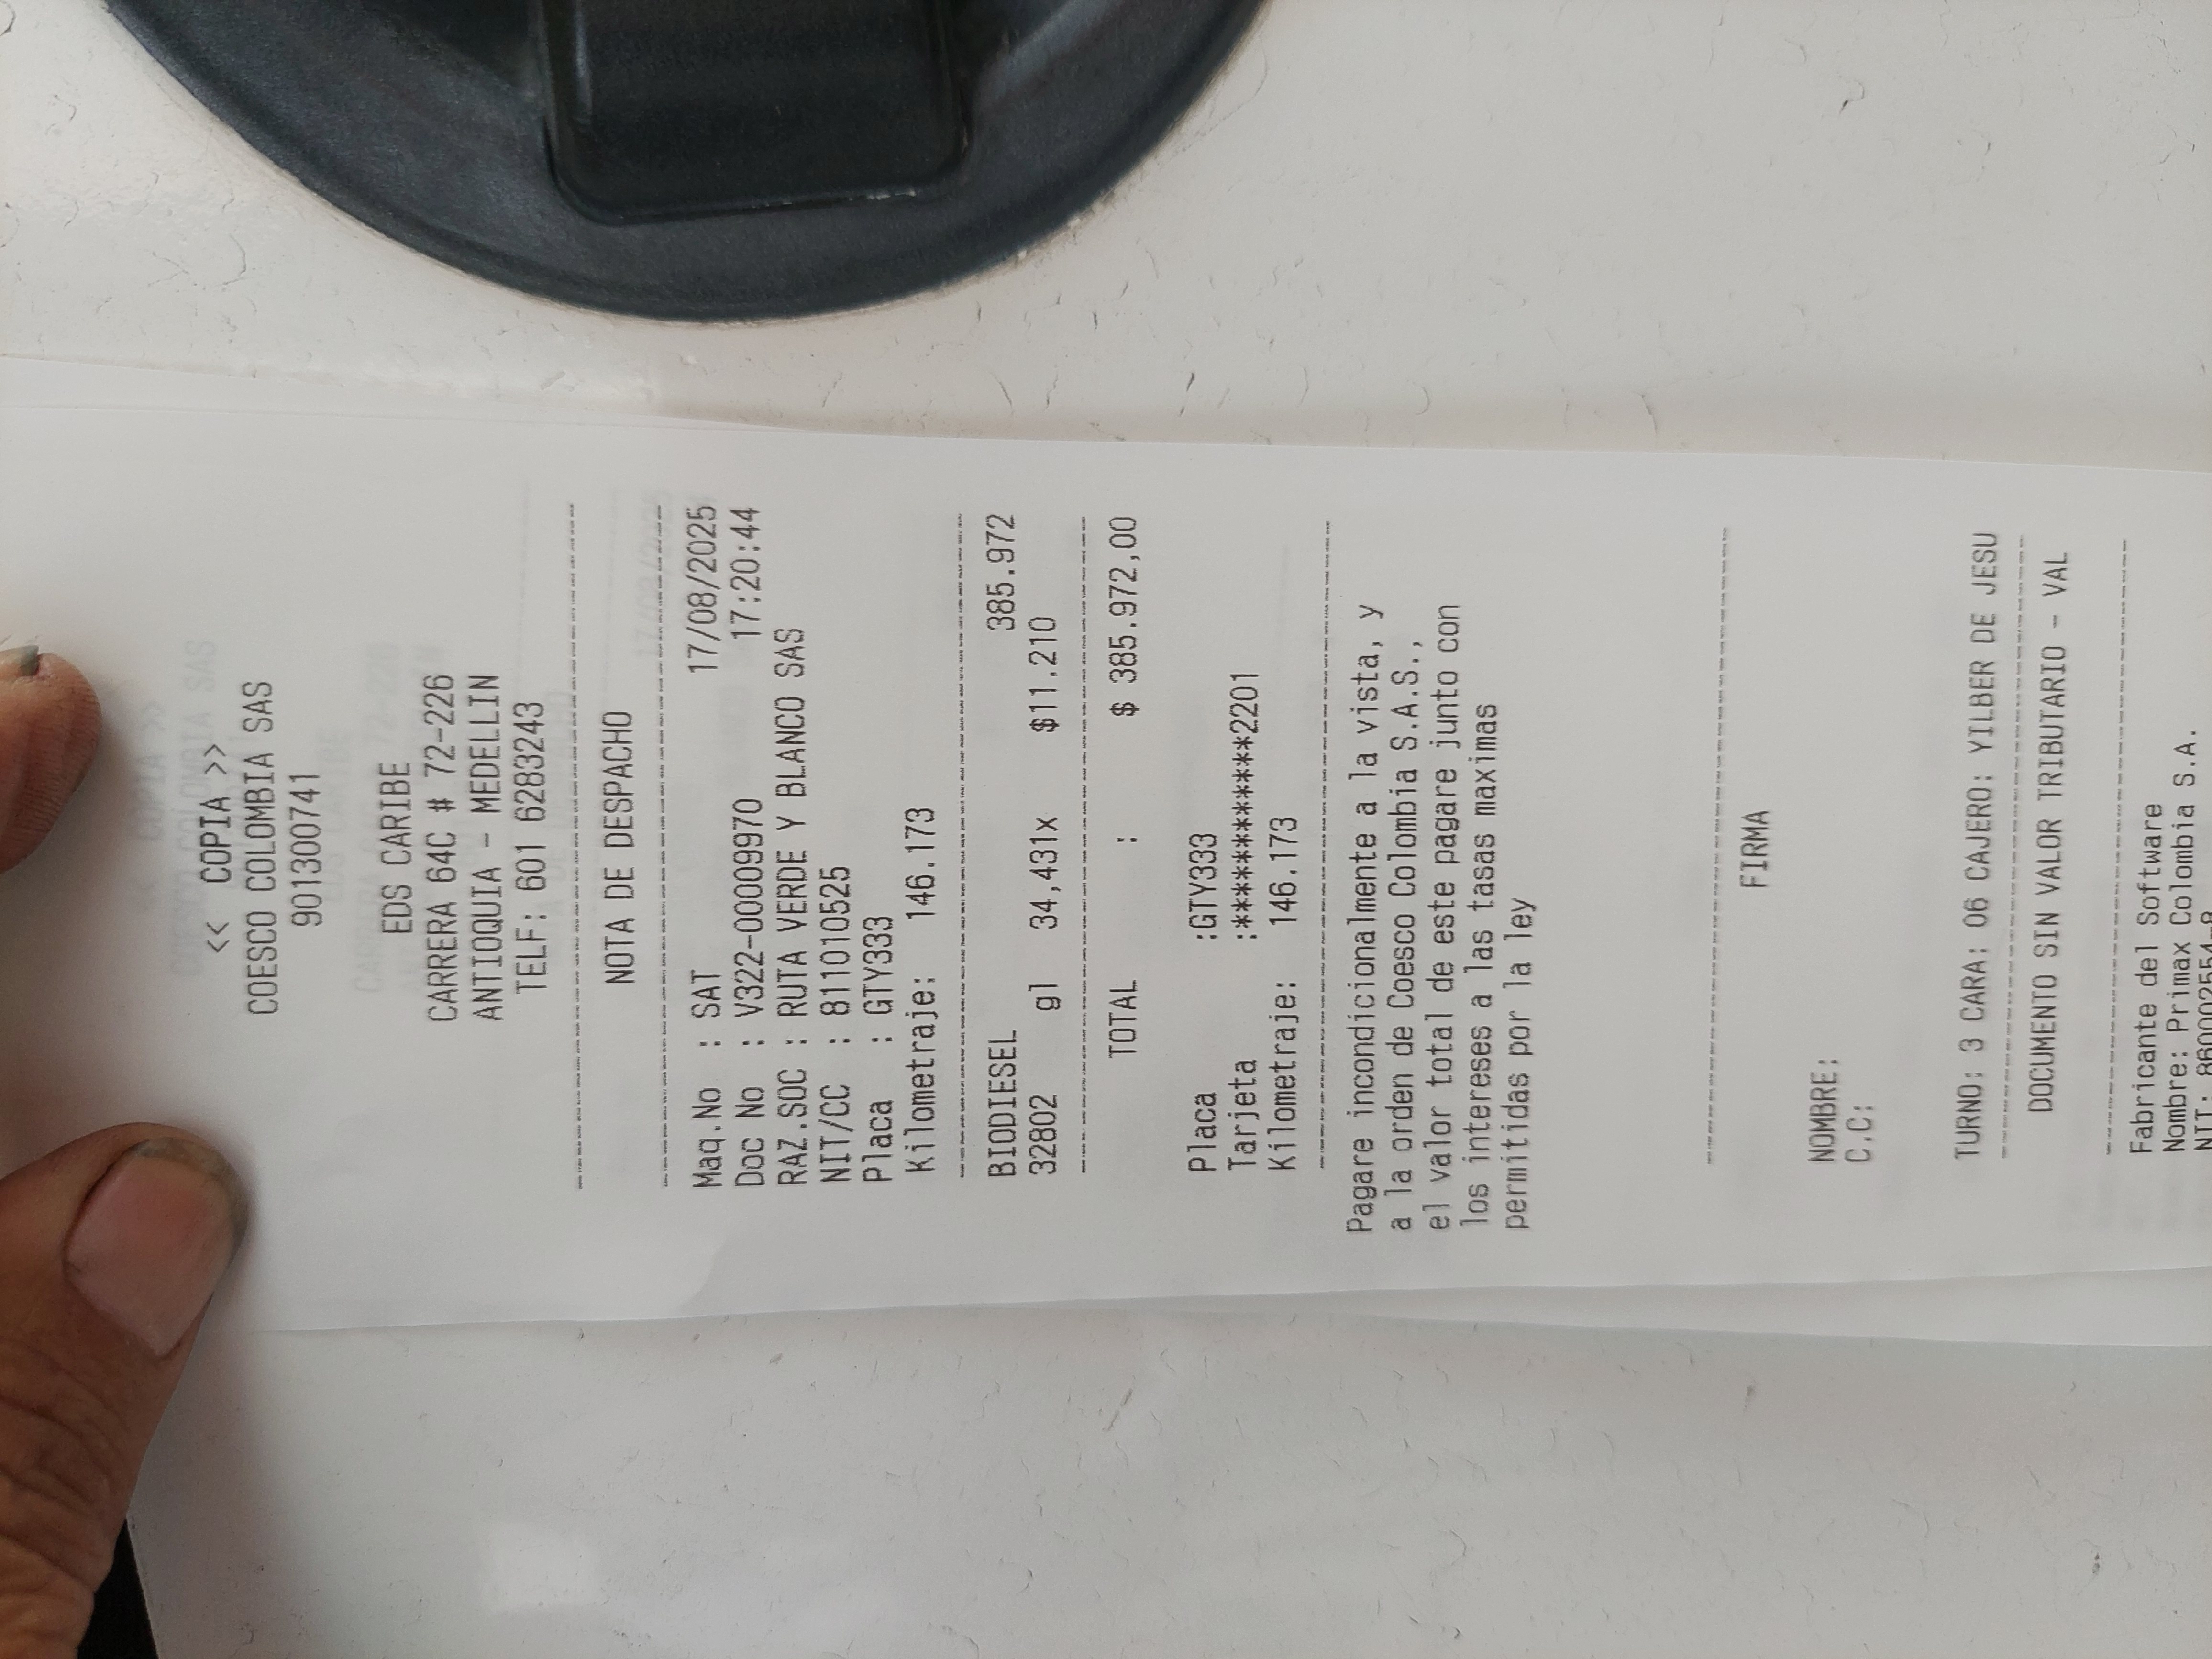 << COPIA >>
COESCO COLOMBIA SAS
901300741
EDS CARIBE
CARRERA 64C # 72-226
ANTIOQUIA - MEDELLIN
TELF: 601 6283243
NOTA DE DESPACHO
Maq.No : SAT 17/08/2025
Doc No : V322-00009970 17:20:44
RAZ.SOC : RUTA VERDE Y BLANCO SAS
NIT/CC : 811010525
Placa : GTY333
Kilometraje: 146.173
BIODIESEL 385.972
32802 gl 34,431x $11.210
TOTAL : $ 385.972,00
Placa :GTY333
Tarjeta :************2201
Kilometraje: 146.173
Pagare incondicionalmente a la vista, y
a la orden de Coesco Colombia S.A.S.,
el valor total de este pagare junto con
los intereses a las tasas maximas
permitidas por la ley
FIRMA
NOMBRE:
C.C:
TURNO: 3 CARA: 06 CAJERO: YILBER DE JESU
DOCUMENTO SIN VALOR TRIBUTARIO - VAL
Fabricante del Software
Nombre: Primax Colombia S.A.
NIT: 860002554-8